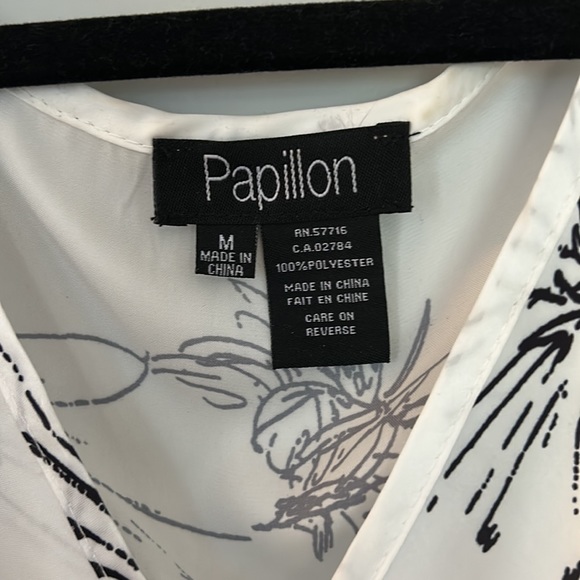 Papillon
M
MADE IN
CHINA
RN.57716
C.A.02784
100%POLYESTER
MADE IN CHINA
FAIT EN CHINE
CARE ON
REVERSE